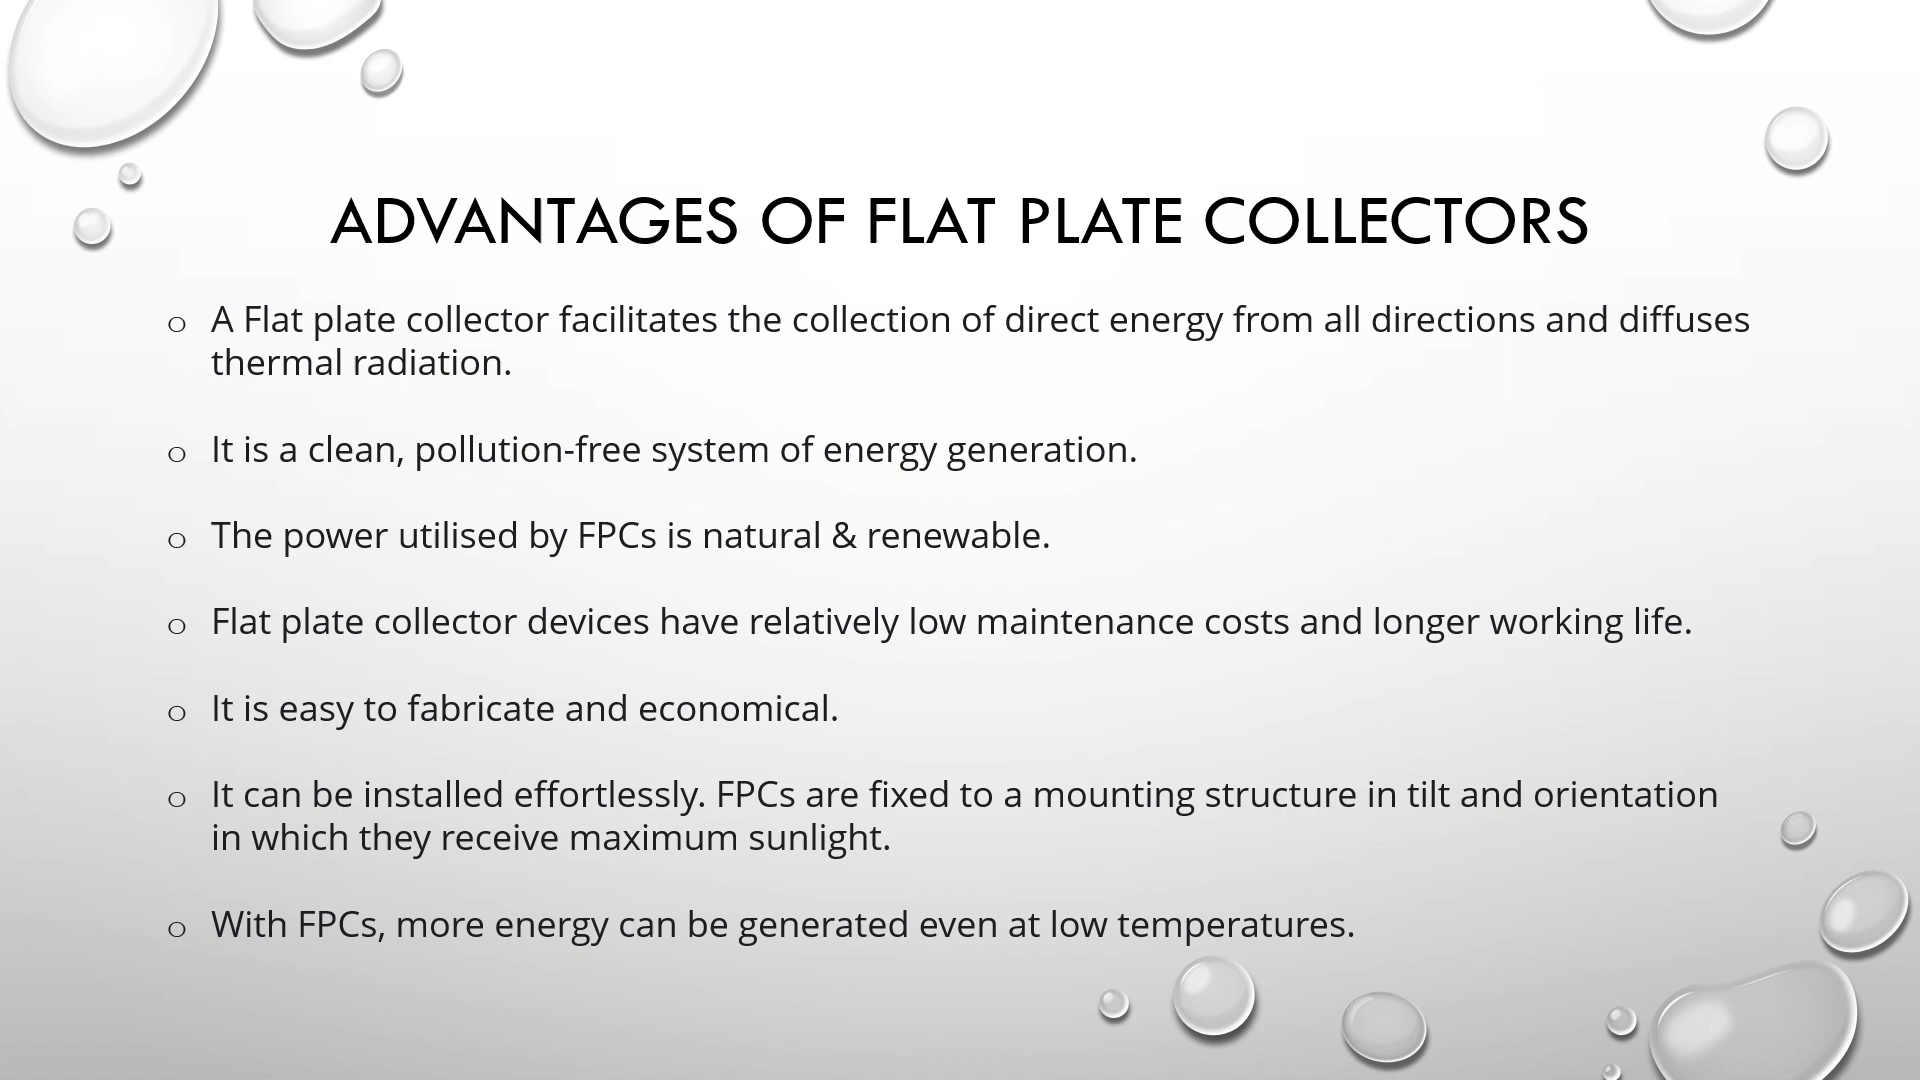 ADVANTAGES OF FLAT PLATE COLLECTORS
o A Flat plate collector facilitates the collection of direct energy from all directions and diffuses
thermal radiation.
o It is a clean, pollution-free system of energy generation.
o The power utilised by FPCs is natural & renewable.
o Flat plate collector devices have relatively low maintenance costs and longer working life.
o It is easy to fabricate and economical.
o It can be installed effortlessly. FPCs are fixed to a mounting structure in tilt and orientation
in which they receive maximum sunlight.
o With FPCs, more energy can be generated even at low temperatures.